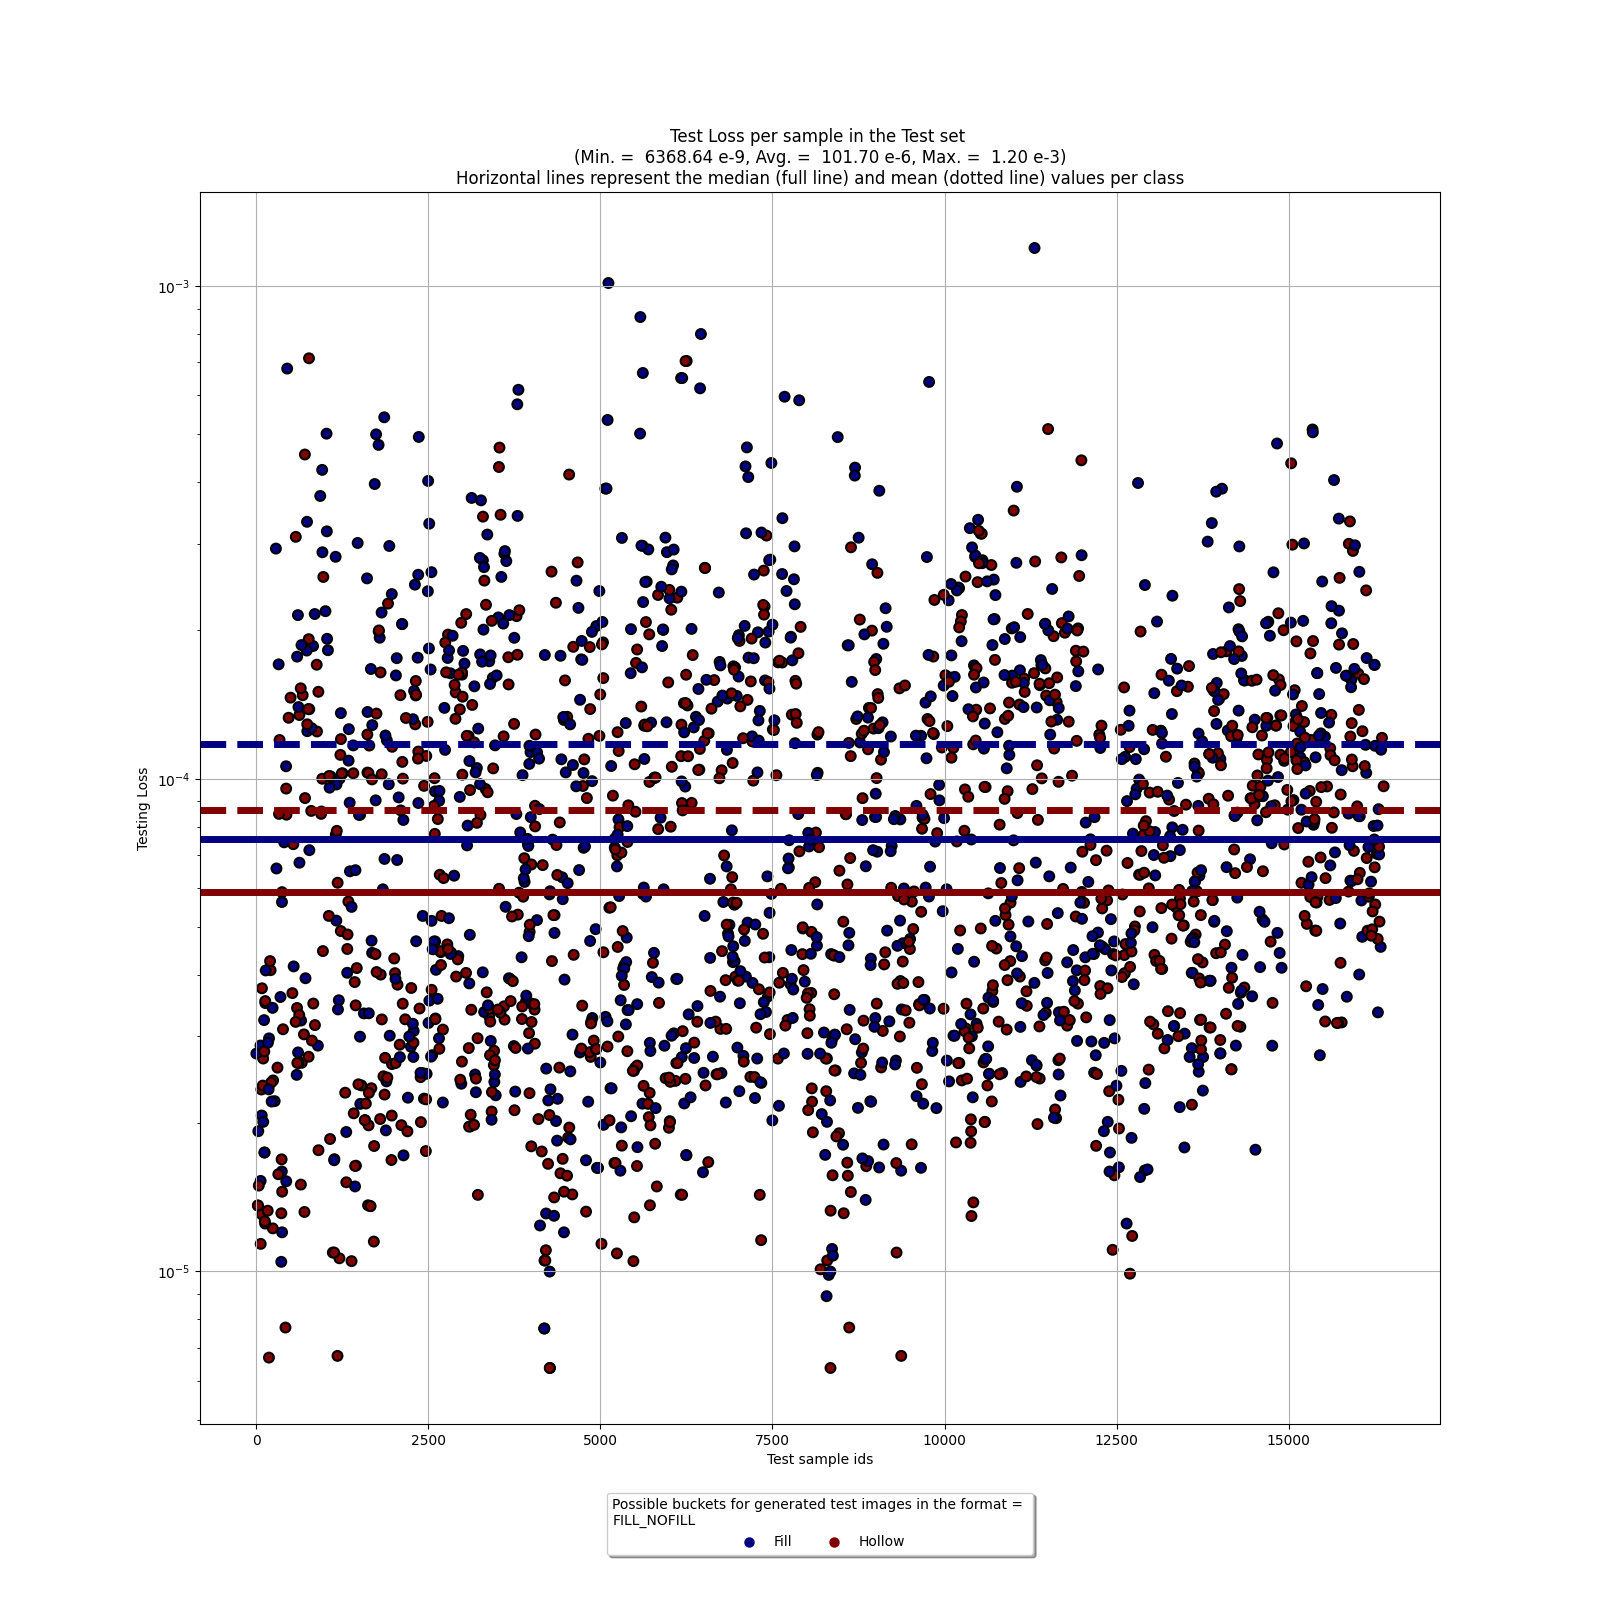 Test Loss per sample in the Test set
(Min. = 6368.64 e-9, Avg. = 101.70 e-6, Max. = 1.20 e-3)
Horizontal lines represent the median (full line) and mean (dotted line) values per class
Testing Loss
10⁻³
10⁻⁴
10⁻⁵
0 2500 5000 7500 10000 12500 15000
Test sample ids
Possible buckets for generated test images in the format =
FILL_NOFILL
Fill Hollow